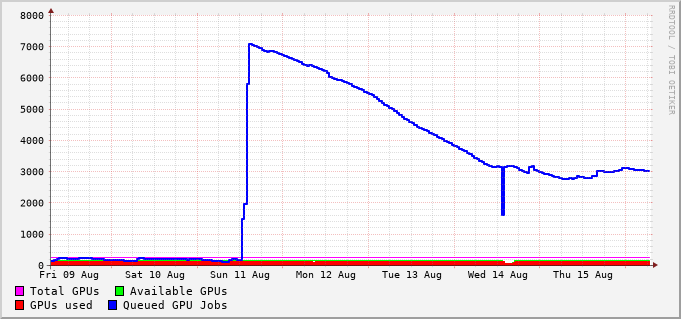 8000
7000
6000
5000
4000
3000
2000
1000
0
Fri 09 Aug Sat 10 Aug Sun 11 Aug Mon 12 Aug Tue 13 Aug Wed 14 Aug Thu 15 Aug
Total GPUs Available GPUs
GPUs used Queued GPU Jobs
RRDTOOL / TOBI OETIKER